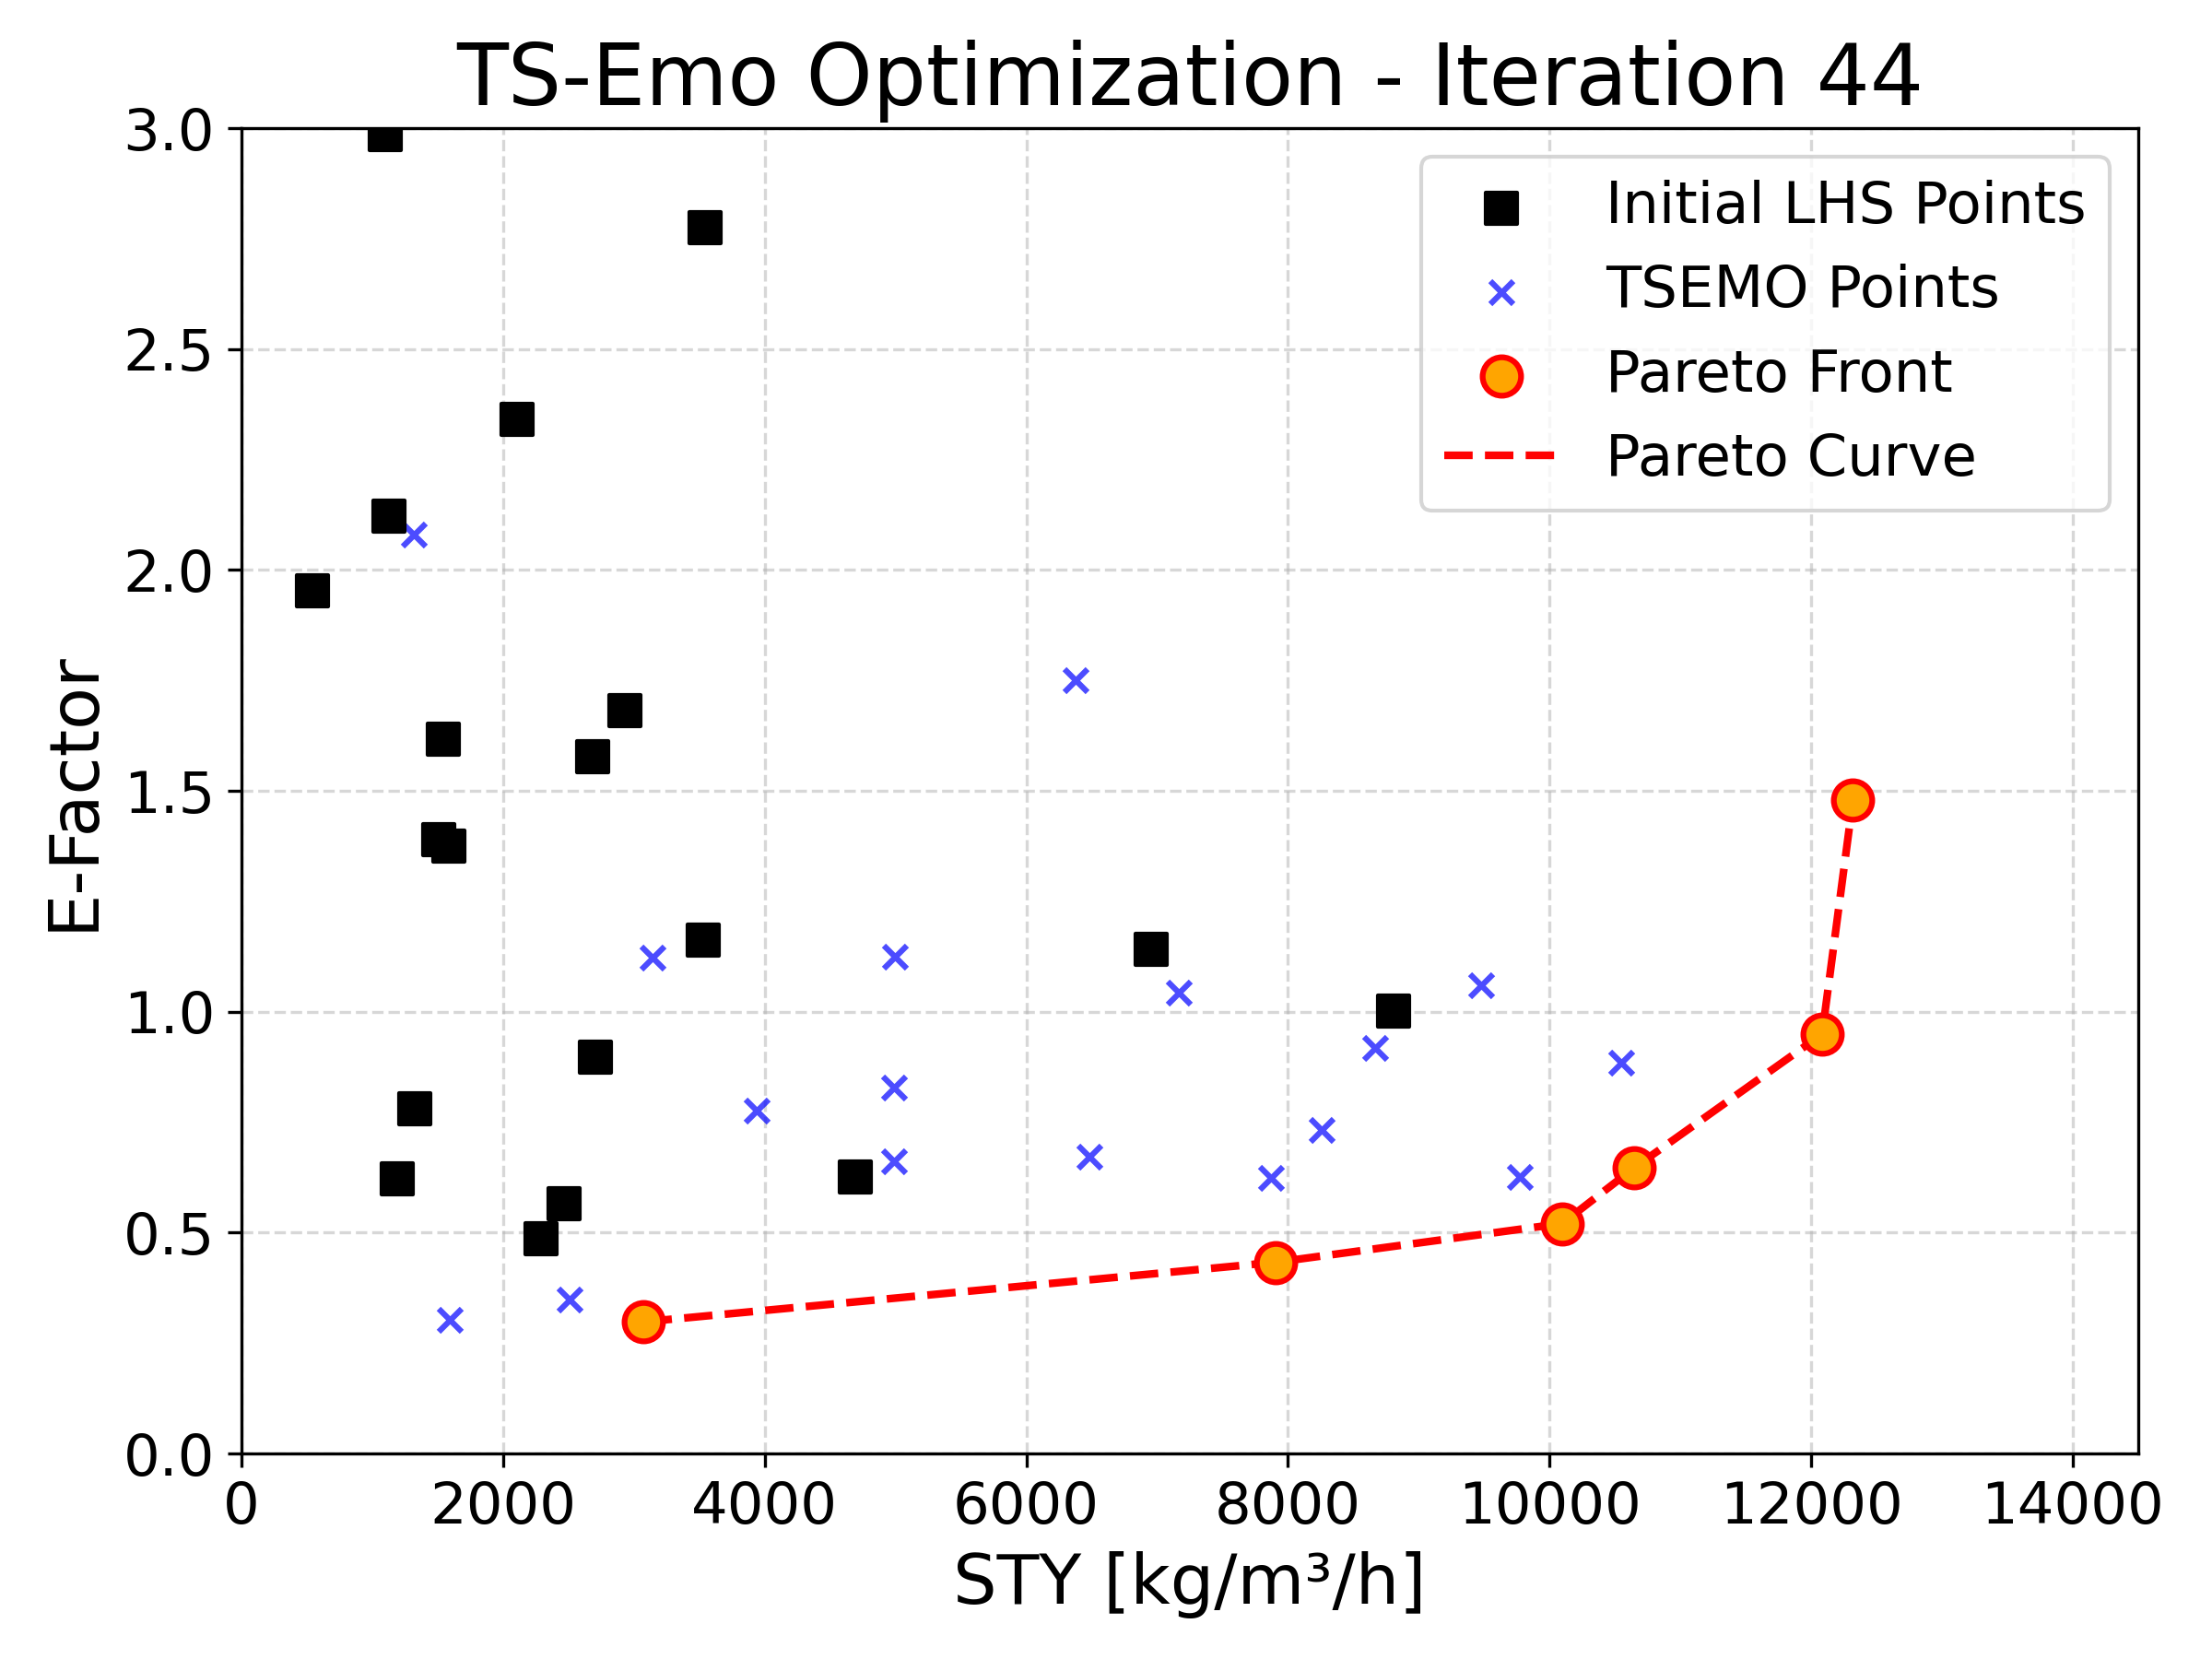 TS-Emo Optimization - Iteration 44
3.0
2.5
2.0
1.5
1.0
0.5
0.0
E-Factor
Initial LHS Points
TSEMO Points
Pareto Front
Pareto Curve
0 2000 4000 6000 8000 10000 12000 14000
STY [kg/m³/h]